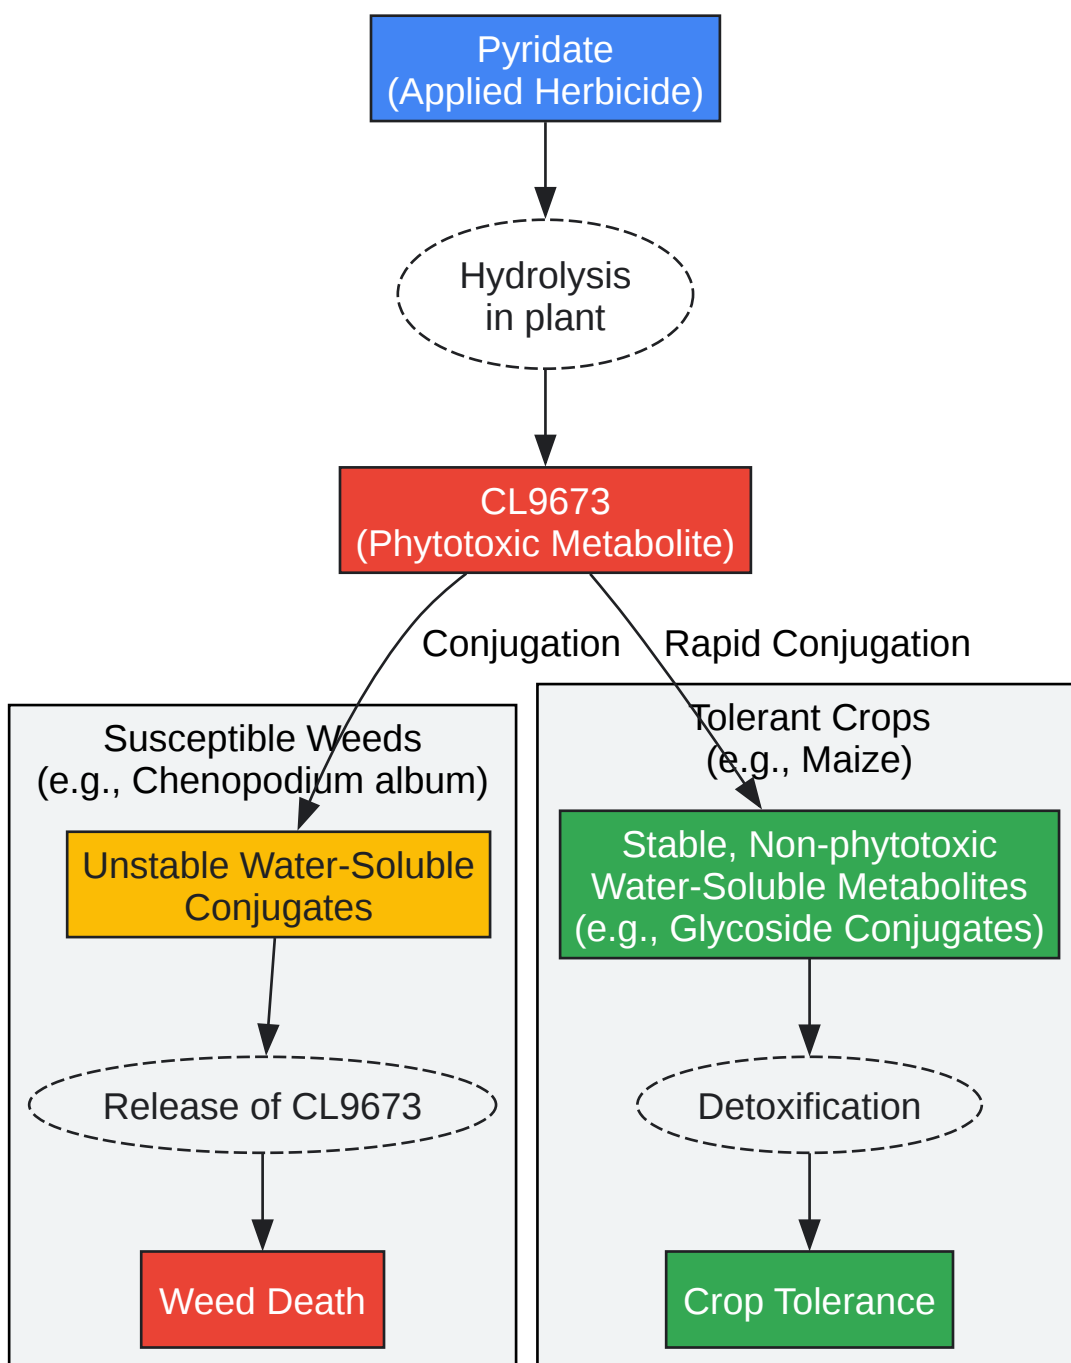 Pyridate
(Applied Herbicide)
Hydrolysis
in plant
CL9673
(Phytotoxic Metabolite)
Conjugation
Rapid Conjugation
Susceptible Weeds
(e.g., Chenopodium album)
Unstable Water-Soluble
Conjugates
Release of CL9673
Weed Death
Tolerant Crops
(e.g., Maize)
Stable, Non-phytotoxic
Water-Soluble Metabolites
(e.g., Glycoside Conjugates)
Detoxification
Crop Tolerance